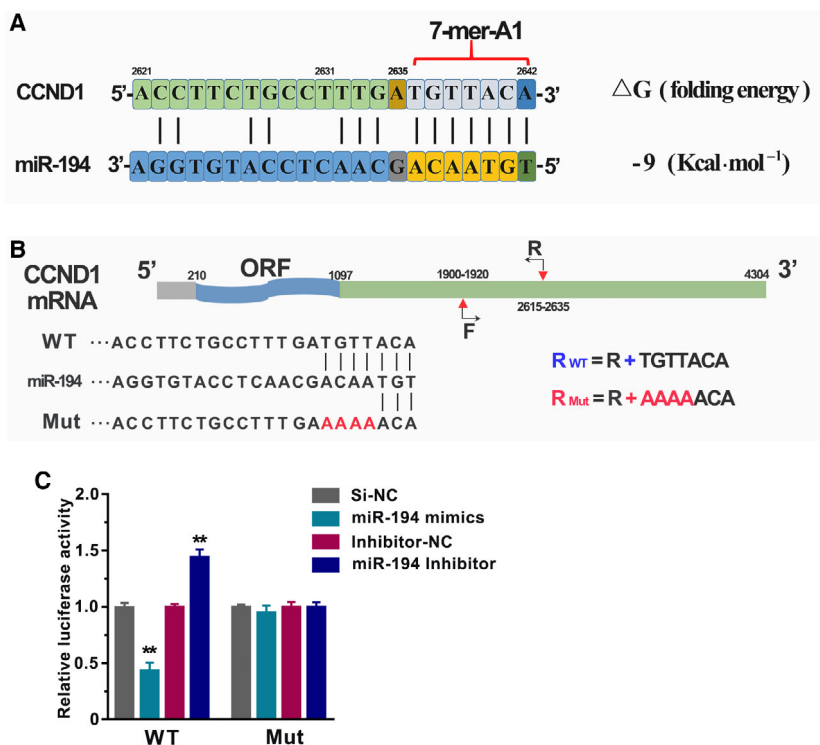 A
7-mer-A1
2621 2631 2635 2642
CCND1 5'-ACCTTCTGCCTTTGATGTTACA-3' △G (folding energy)
miR-194 3'-AGGTGTACCTCAACGACAATGT-5' -9 (Kcal·mol⁻¹)
B
CCND1 mRNA 5' 210 ORF 1097 1900-1920 R 4304 3'
F 2615-2635
WT ···ACCTTCTGCCTTTGATGTTACA
miR-194 ···AGGTGTACCTCAACGACAATGT
Mut ···ACCTTCTGCCTTTGAAAAAACA
R WT = R + TGTTACA
R Mut = R + AAAAACA
C
Relative luciferase activity
2.0
1.5
1.0
0.5
0
** **
WT Mut
Si-NC
miR-194 mimics
Inhibitor-NC
miR-194 Inhibitor